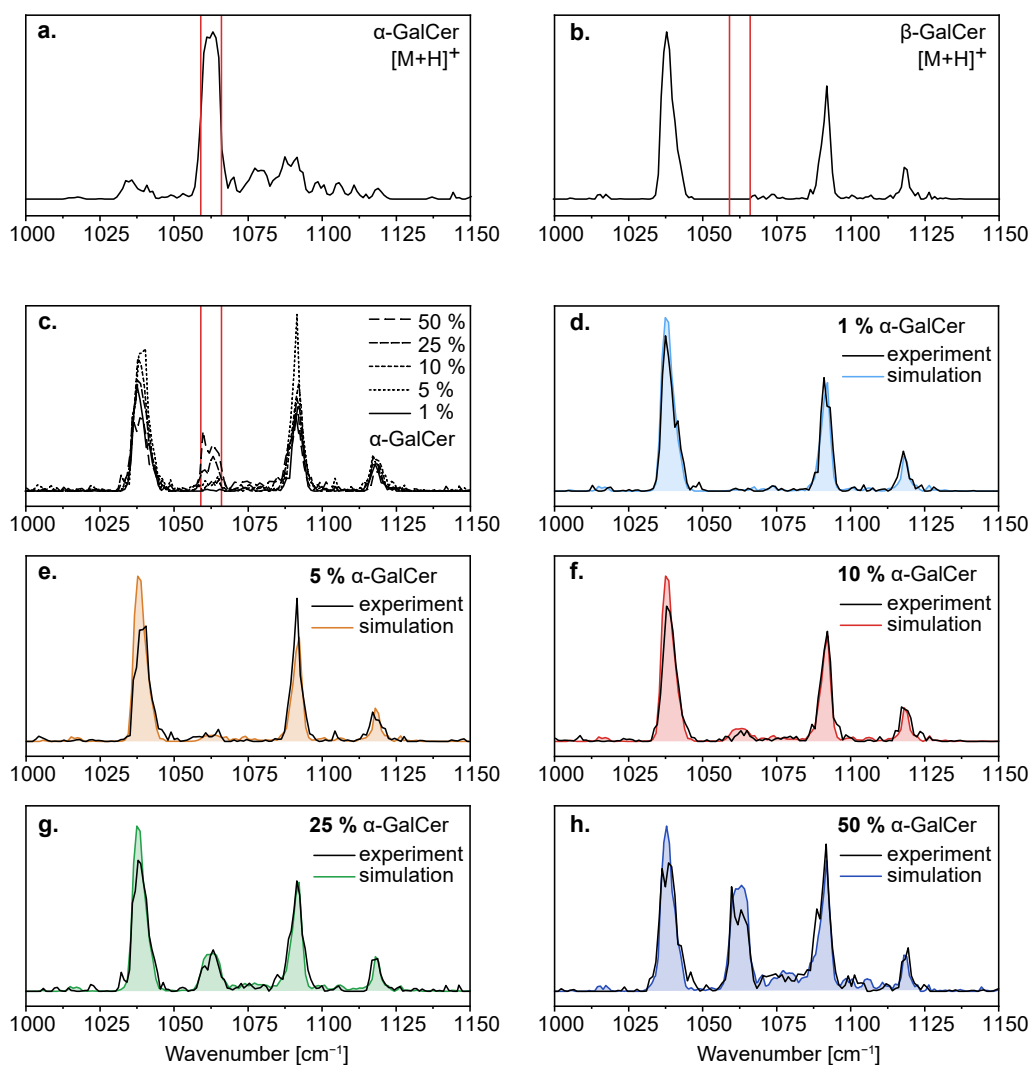 a.
α-GalCer
[M+H]⁺
1000 1025 1050 1075 1100 1125 1150
b.
β-GalCer
[M+H]⁺
1000 1025 1050 1075 1100 1125 1150
c.
50 %
25 %
10 %
5 %
1 %
α-GalCer
1000 1025 1050 1075 1100 1125 1150
d.
1 % α-GalCer
experiment
simulation
1000 1025 1050 1075 1100 1125 1150
e.
5 % α-GalCer
experiment
simulation
1000 1025 1050 1075 1100 1125 1150
f.
10 % α-GalCer
experiment
simulation
1000 1025 1050 1075 1100 1125 1150
g.
25 % α-GalCer
experiment
simulation
1000 1025 1050 1075 1100 1125 1150
Wavenumber [cm⁻¹]
h.
50 % α-GalCer
experiment
simulation
1000 1025 1050 1075 1100 1125 1150
Wavenumber [cm⁻¹]